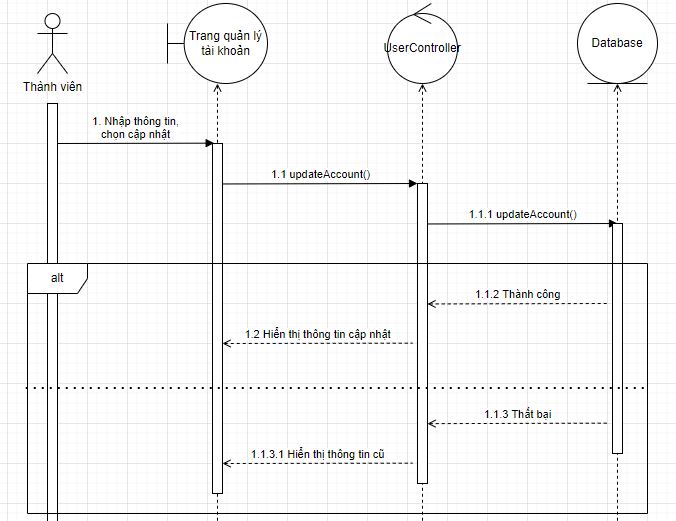 Trang quản lý
tài khoản
UserController
Database
Thành viên
1. Nhập thông tin,
chọn cập nhật
1.1 updateAccount()
1.1.1 updateAccount()
alt
1.1.2 Thành công
1.2 Hiển thị thông tin cập nhật
1.1.3 Thất bại
1.1.3.1 Hiển thị thông tin cũ